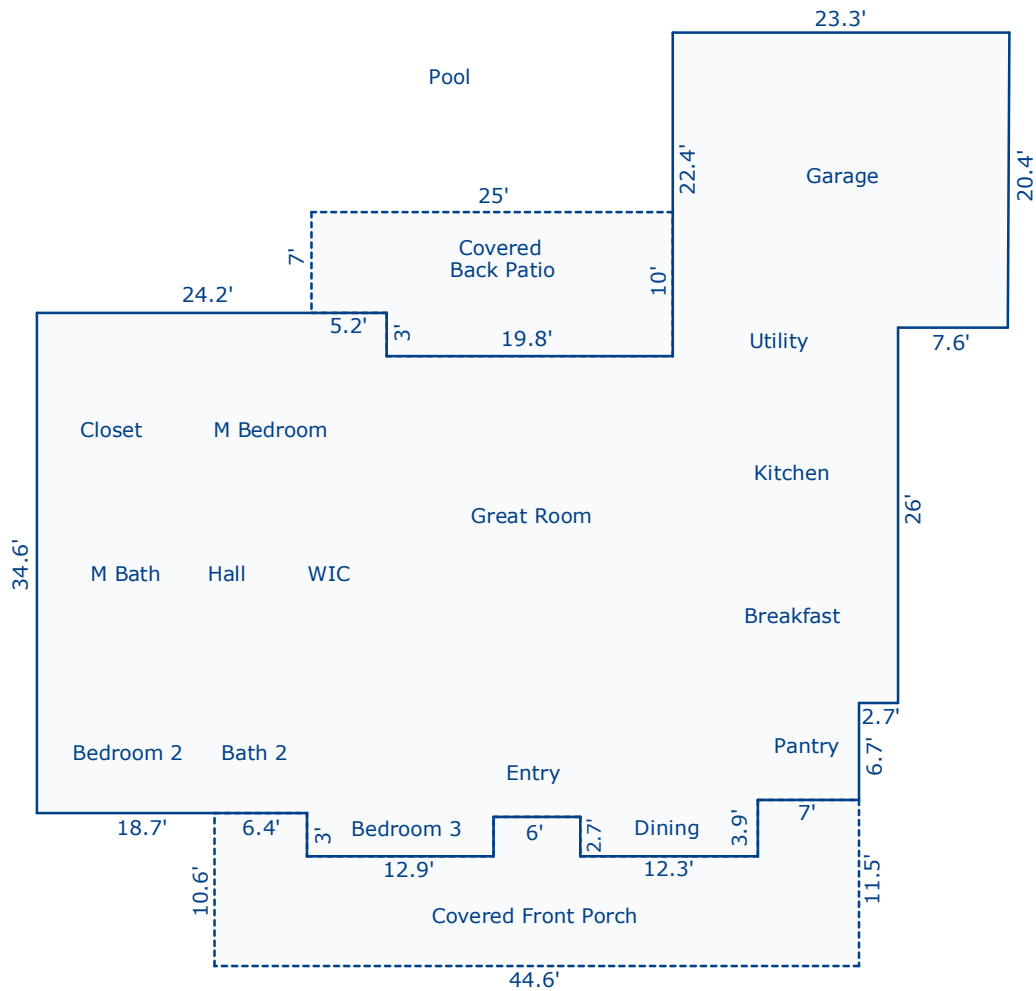 23.3'
Pool
22.4'
Garage
20.4'
25'
7'
Covered
Back Patio
10'
24.2'
5.2'
3'
19.8'
Utility
7.6'
Closet
M Bedroom
Kitchen
Great Room
26'
34.6'
M Bath
Hall
WIC
Breakfast
2.7'
Bedroom 2
Bath 2
Entry
Pantry
6.7'
18.7'
6.4'
3'
Bedroom 3
6'
2.7'
Dining
3.9'
7'
12.9'
12.3'
10.6'
11.5'
Covered Front Porch
44.6'